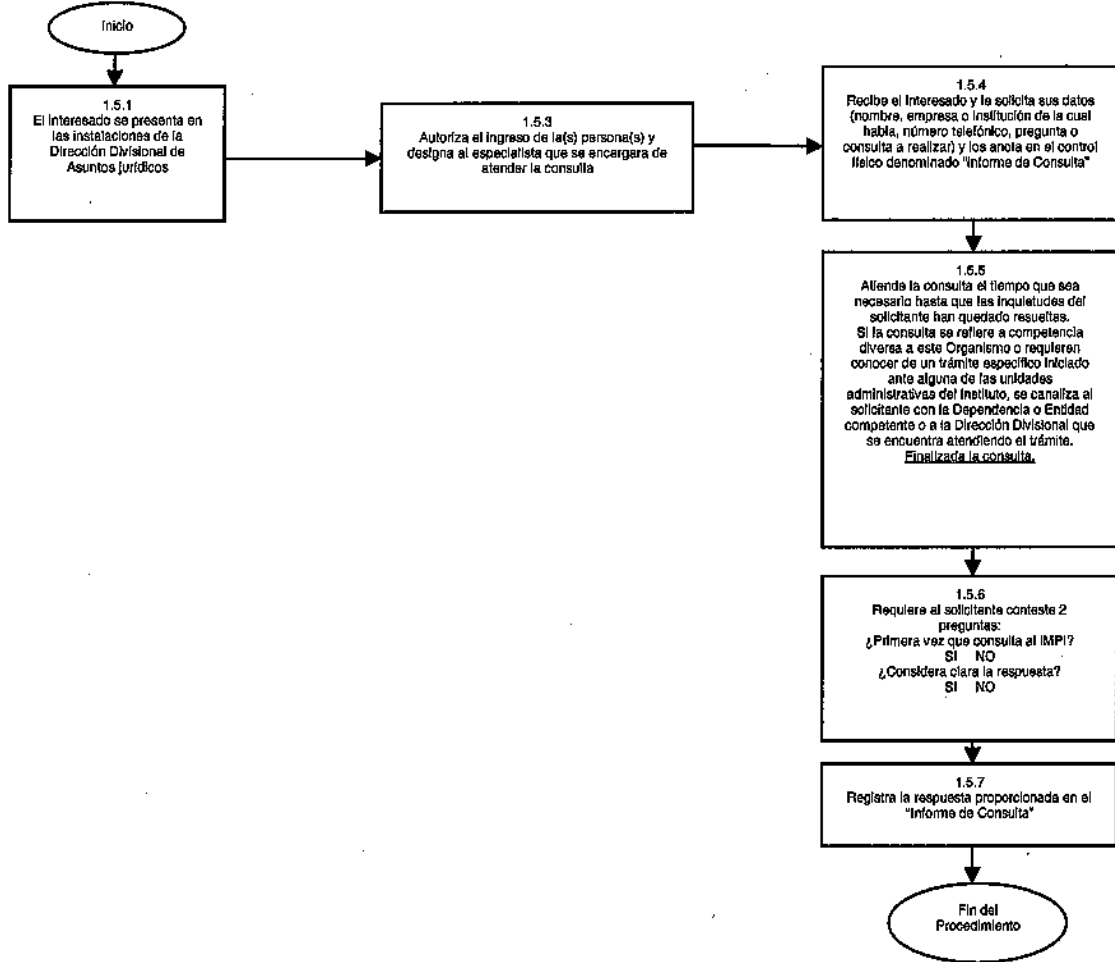 Inicio
1.5.1
El interesado se presenta en
las instalaciones de la
Dirección Divisional de
Asuntos jurídicos
1.5.3
Autoriza el ingreso de la(s) persona(s) y
designa al especialista que se encargara de
atender la consulta
1.5.4
Recibe el interesado y le solicita sus datos
(nombre, empresa o institución de la cual
habla, número telefónico, pregunta o
consulta a realizar) y los anota en el control
físico denominado "Informe de Consulta"
1.5.5
Atiende la consulta el tiempo que sea
necesario hasta que las inquietudes del
solicitante han quedado resueltas.
Si la consulta se refiere a competencia
diversa a este Organismo o requieren
conocer de un trámite específico iniciado
ante alguna de las unidades
administrativas del Instituto, se canaliza al
solicitante con la Dependencia o Entidad
competente o a la Dirección Divisional que
se encuentra atendiendo el trámite.
Finalizada la consulta.
1.5.6
Requiere al solicitante conteste 2
preguntas:
¿Primera vez que consulta al IMPI?
SI NO
¿Considera clara la respuesta?
SI NO
1.5.7
Registra la respuesta proporcionada en el
"Informe de Consulta"
Fin del
Procedimiento